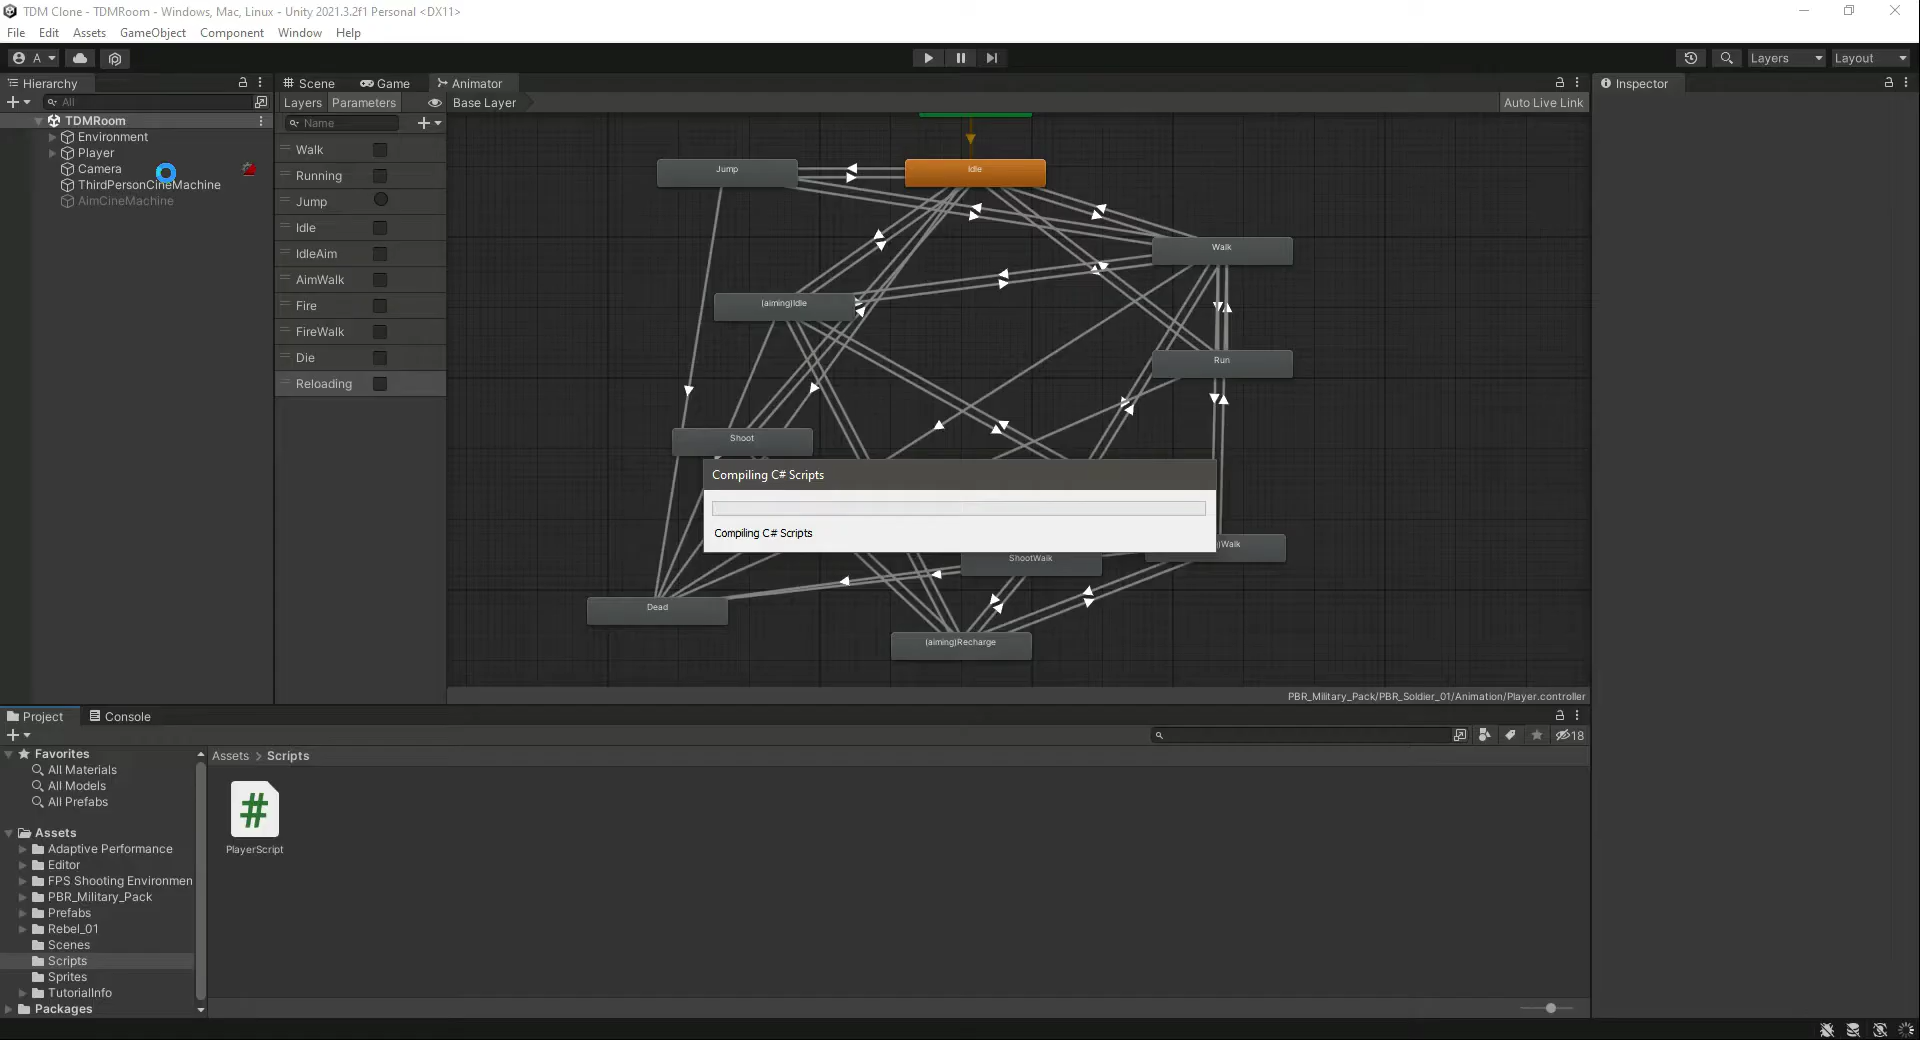 TDM Clone - TDMRoom - Windows, Mac, Linux - Unity 2021.3.2f1 Personal <DX11>
File Edit Assets GameObject Component Window Help
A
Layers Layout
Hierarchy
Scene Game Animator
Inspector
All
Layers Parameters Base Layer Auto Live Link
Name
TDMRoom
Environment
Player
Camera
ThirdPersonCineMachine
AimCineMachine
Walk
Running
Jump
Idle
IdleAim
AimWalk
Fire
FireWalk
Die
Reloading
Jump
Idle
Walk
(aiming)Idle
Run
Shoot
Compiling C# Scripts
Compiling C# Scripts
)Walk
ShootWalk
Dead
(aiming)Recharge
PBR_Military_Pack/PBR_Soldier_01/Animation/Player.controller
Project Console
18
Favorites
All Materials
All Models
All Prefabs
Assets
Adaptive Performance
Editor
FPS Shooting Environmen
PBR_Military_Pack
Prefabs
Rebel_01
Scenes
Scripts
Sprites
TutorialInfo
Packages
Assets > Scripts
#
PlayerScript